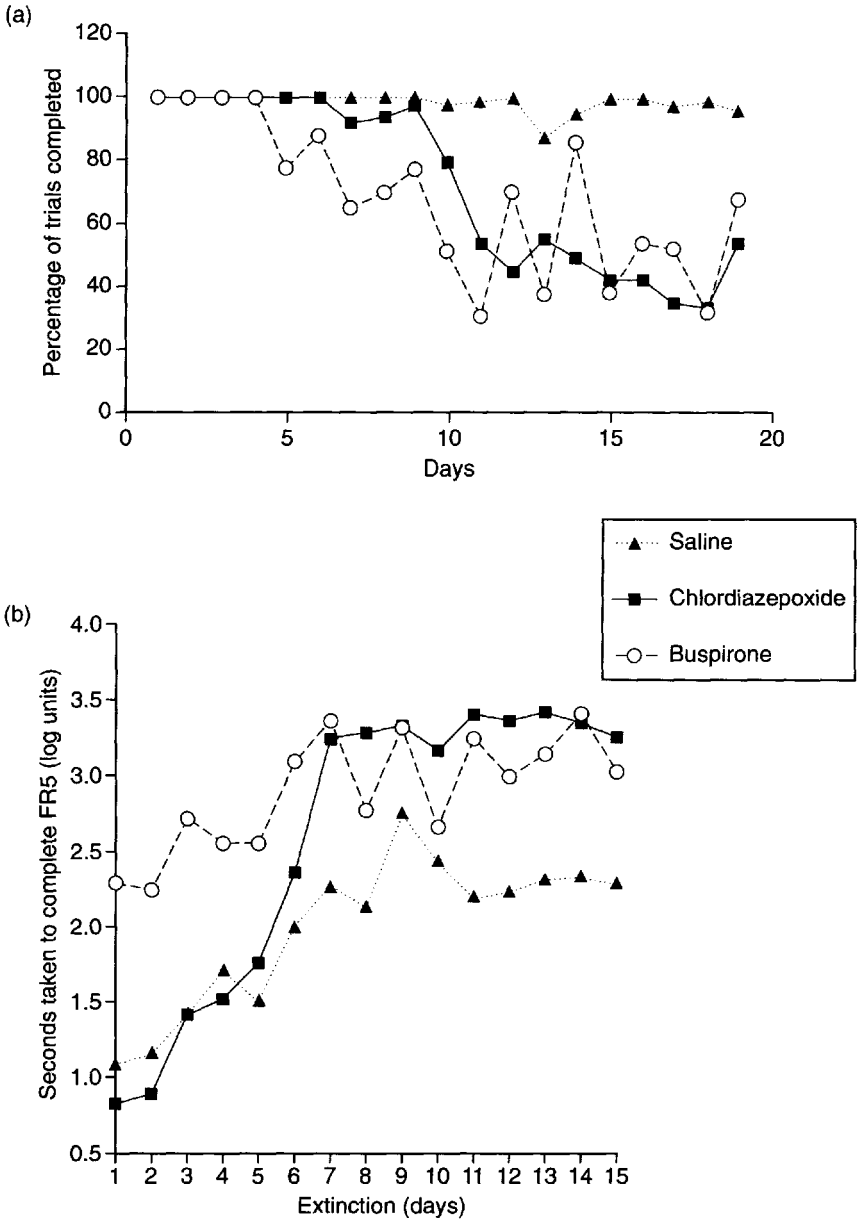 (a)
120
100
80
60
40
20
0
Percentage of trials completed
0 5 10 15 20
Days
Saline
Chlordiazepoxide
Buspirone
(b)
4.0
3.5
3.0
2.5
2.0
1.5
1.0
0.5
Seconds taken to complete FR5 (log units)
1 2 3 4 5 6 7 8 9 10 11 12 13 14 15
Extinction (days)